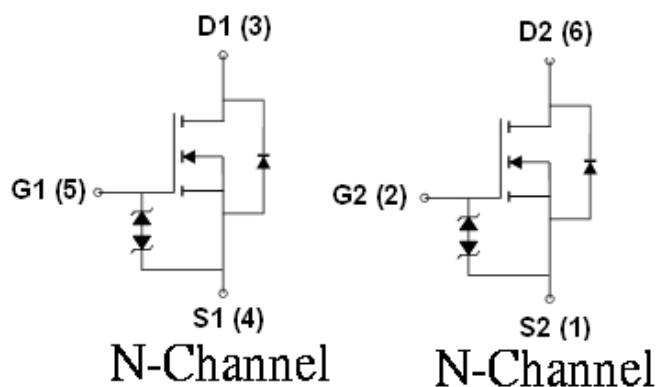 D1 (3)
D2 (6)
G1 (5)
G2 (2)
S1 (4)
S2 (1)
N-Channel
N-Channel